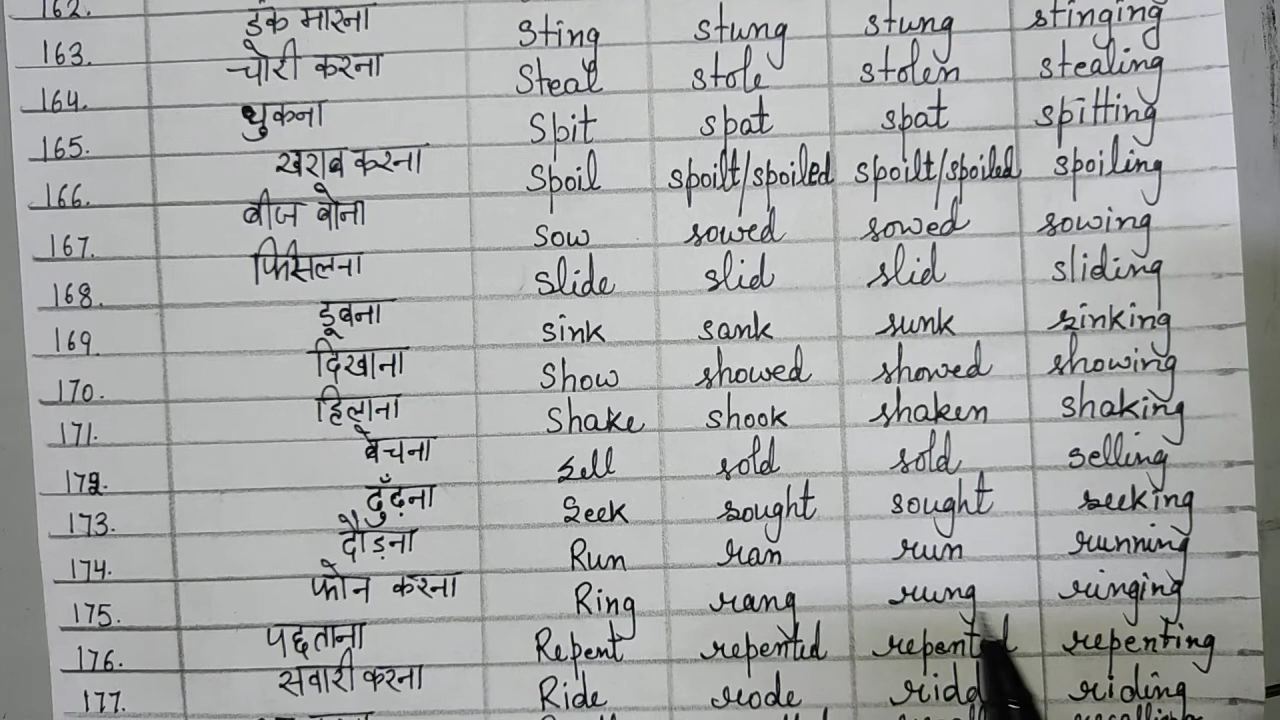 162. डंक मारना Sting stung stung stinging
163. चोरी करना Steal stole stolen stealing
164. थुकना Spit spat spat spitting
165. खराब करना Spoil spoilt/spoiled spoilt/spoiled spoiling
166. बीज बोना Sow sowed sowed sowing
167. फिसलना Slide slid slid sliding
168. डूबना sink sank sunk sinking
169. दिखाना Show showed showed showing
170. हिलाना Shake shook shaken shaking
171. बेचना Sell sold sold selling
172. ढुँढ़ना Seek sought sought seeking
173. दौड़ना Run ran run running
174. फोन करना Ring rang rung ringing
175. पछताना Repent repented repented repenting
176. सवारी करना Ride rode riding
177.